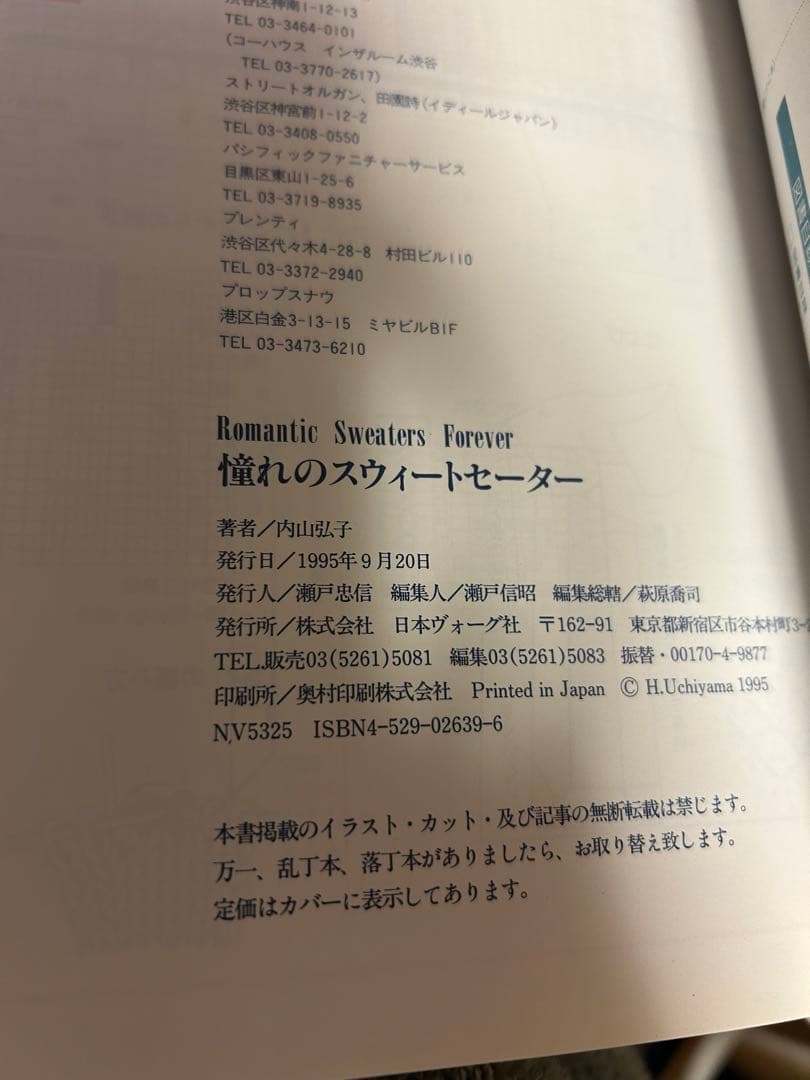 渋谷区神南1-12-13
TEL 03-3464-0101
(コーハウス　インザルーム渋谷
TEL 03-3770-2617)
ストリートオルガン、田園詩(イディールジャパン)
渋谷区神宮前1-12-2
TEL 03-3408-0550
パシフィックファニチャーサービス
目黒区東山1-25-6
TEL 03-3719-8935
プレンティ
渋谷区代々木4-28-8　村田ビル110
TEL 03-3372-2940
プロップスナウ
港区白金3-13-15　ミヤビルB1F
TEL 03-3473-6210
Romantic Sweaters Forever
憧れのスウィートセーター
著者／内山弘子
発行日／1995年9月20日
発行人／瀬戸忠信　編集人／瀬戸信昭　編集総轄／萩原喬司
発行所／株式会社　日本ヴォーグ社　〒162-91　東京都新宿区市谷本村町3-2
TEL.販売03(5261)5081　編集03(5261)5083　振替・00170-4-9877
印刷所／奥村印刷株式会社　Printed in Japan　© H.Uchiyama 1995
N,V5325　ISBN4-529-02639-6
本書掲載のイラスト・カット・及び記事の無断転載は禁じます。
万一、乱丁本、落丁本がありましたら、お取り替え致します。
定価はカバーに表示してあります。